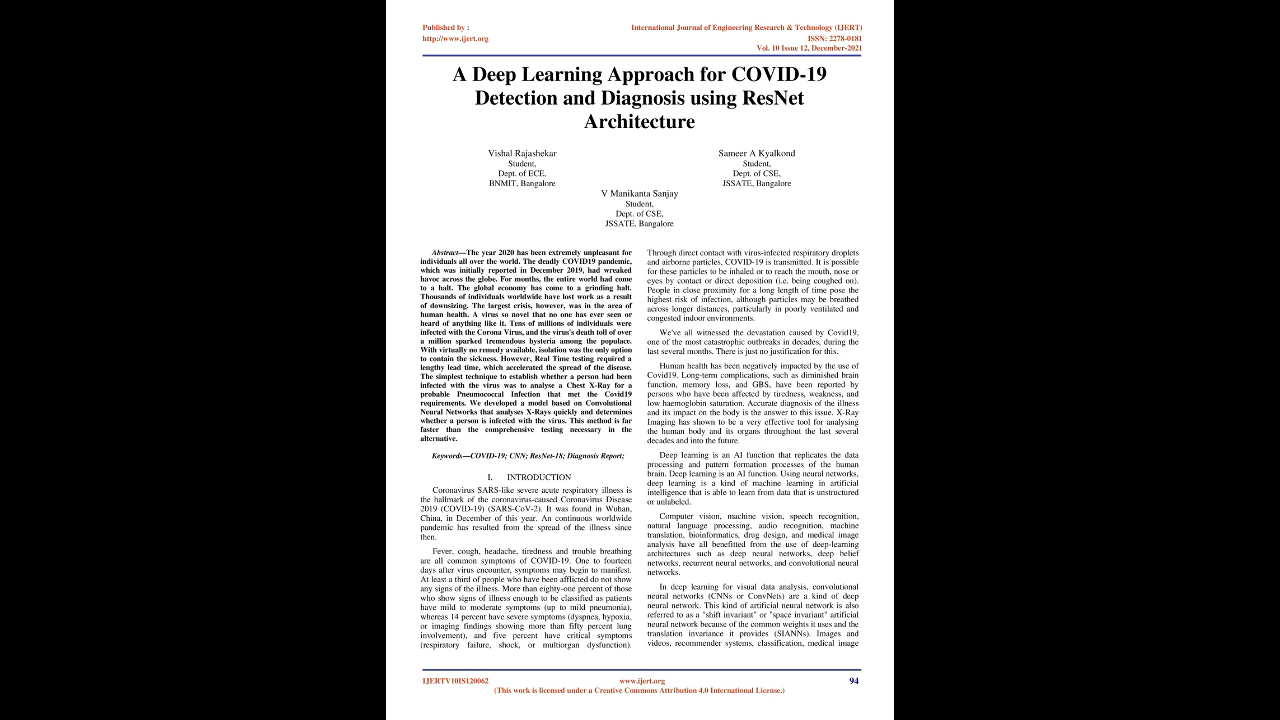 Published by :
http://www.ijert.org
International Journal of Engineering Research & Technology (IJERT)
ISSN: 2278-0181
Vol. 10 Issue 12, December-2021
A Deep Learning Approach for COVID-19
Detection and Diagnosis using ResNet
Architecture
Vishal Rajashekar
Student,
Dept. of ECE,
BNMIT, Bangalore
Sameer A Kyalkond
Student,
Dept. of CSE,
JSSATE, Bangalore
V Manikanta Sanjay
Student,
Dept. of CSE,
JSSATE, Bangalore
Abstract—The year 2020 has been extremely unpleasant for
individuals all over the world. The deadly COVID19 pandemic,
which was initially reported in December 2019, had wreaked
havoc across the globe. For months, the entire world had come
to a halt. The global economy has come to a grinding halt.
Thousands of individuals worldwide have lost work as a result
of downsizing. The largest crisis, however, was in the area of
human health. A virus so novel that no one has ever seen or
heard of anything like it. Tens of millions of individuals were
infected with the Corona Virus, and the virus's death toll of over
a million sparked tremendous hysteria among the populace.
With virtually no remedy available, isolation was the only option
to contain the sickness. However, Real Time testing required a
lengthy lead time, which accelerated the spread of the disease.
The simplest technique to establish whether a person had been
infected with the virus was to analyse a Chest X-Ray for a
probable Pneumococcal Infection that met the Covid19
requirements. We developed a model based on Convolutional
Neural Networks that analyses X-Rays quickly and determines
whether a person is infected with the virus. This method is far
faster than the comprehensive testing necessary in the
alternative.
Keywords—COVID-19; CNN; ResNet-18; Diagnosis Report;
I. INTRODUCTION
Coronavirus SARS-like severe acute respiratory illness is
the hallmark of the coronavirus-caused Coronavirus Disease
2019 (COVID-19) (SARS-CoV-2). It was found in Wuhan,
China, in December of this year. An continuous worldwide
pandemic has resulted from the spread of the illness since
then.
Fever, cough, headache, tiredness and trouble breathing
are all common symptoms of COVID-19. One to fourteen
days after virus encounter, symptoms may begin to manifest.
At least a third of people who have been afflicted do not show
any signs of the illness. More than eighty-one percent of those
who show signs of illness enough to be classified as patients
have mild to moderate symptoms (up to mild pneumonia),
whereas 14 percent have severe symptoms (dyspnea, hypoxia,
or imaging findings showing more than fifty percent lung
involvement), and five percent have critical symptoms
(respiratory failure, shock, or multiorgan dysfunction).
Through direct contact with virus-infected respiratory droplets
and airborne particles, COVID-19 is transmitted. It is possible
for these particles to be inhaled or to reach the mouth, nose or
eyes by contact or direct deposition (i.e. being coughed on).
People in close proximity for a long length of time pose the
highest risk of infection, although particles may be breathed
across longer distances, particularly in poorly ventilated and
congested indoor environments.
We've all witnessed the devastation caused by Covid19,
one of the most catastrophic outbreaks in decades, during the
last several months. There is just no justification for this.
Human health has been negatively impacted by the use of
Covid19. Long-term complications, such as diminished brain
function, memory loss, and GBS, have been reported by
persons who have been affected by tiredness, weakness, and
low haemoglobin saturation. Accurate diagnosis of the illness
and its impact on the body is the answer to this issue. X-Ray
Imaging has shown to be a very effective tool for analysing
the human body and its organs throughout the last several
decades and into the future.
Deep learning is an AI function that replicates the data
processing and pattern formation processes of the human
brain. Deep learning is an AI function. Using neural networks,
deep learning is a kind of machine learning in artificial
intelligence that is able to learn from data that is unstructured
or unlabeled.
Computer vision, machine vision, speech recognition,
natural language processing, audio recognition, machine
translation, bioinformatics, drug design, and medical image
analysis have all benefitted from the use of deep-learning
architectures such as deep neural networks, deep belief
networks, recurrent neural networks, and convolutional neural
networks.
In deep learning for visual data analysis, convolutional
neural networks (CNNs or ConvNets) are a kind of deep
neural network. This kind of artificial neural network is also
referred to as a "shift invariant" or "space invariant" artificial
neural network because of the common weights it uses and the
translation invariance it provides (SIANNs). Images and
videos, recommender systems, classification, medical image
IJERTV10IS120062
www.ijert.org
94
(This work is licensed under a Creative Commons Attribution 4.0 International License.)